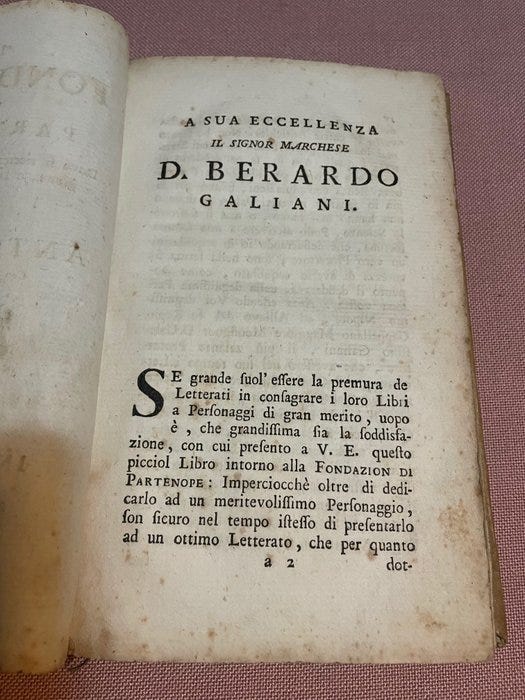 A SUA ECCELLENZA
IL SIGNOR MARCHESE
D. BERARDO
GALIANI.
SE grande ſuol' eſſere la premura de
Letterati in conſagrare i loro Libri
a Perſonaggi di gran merito, uopo
è, che grandiſſima ſia la ſoddisfa-
zione, con cui preſento a V. E. queſto
picciol Libro intorno alla FONDAZION DI
PARTENOPE: Imperciocchè oltre di dedi-
carlo ad un meritevoliſſimo Perſonaggio,
ſon ſicuro nel tempo iſteſſo di preſentarlo
ad un ottimo Letterato, che per quanto
a 2 dot-